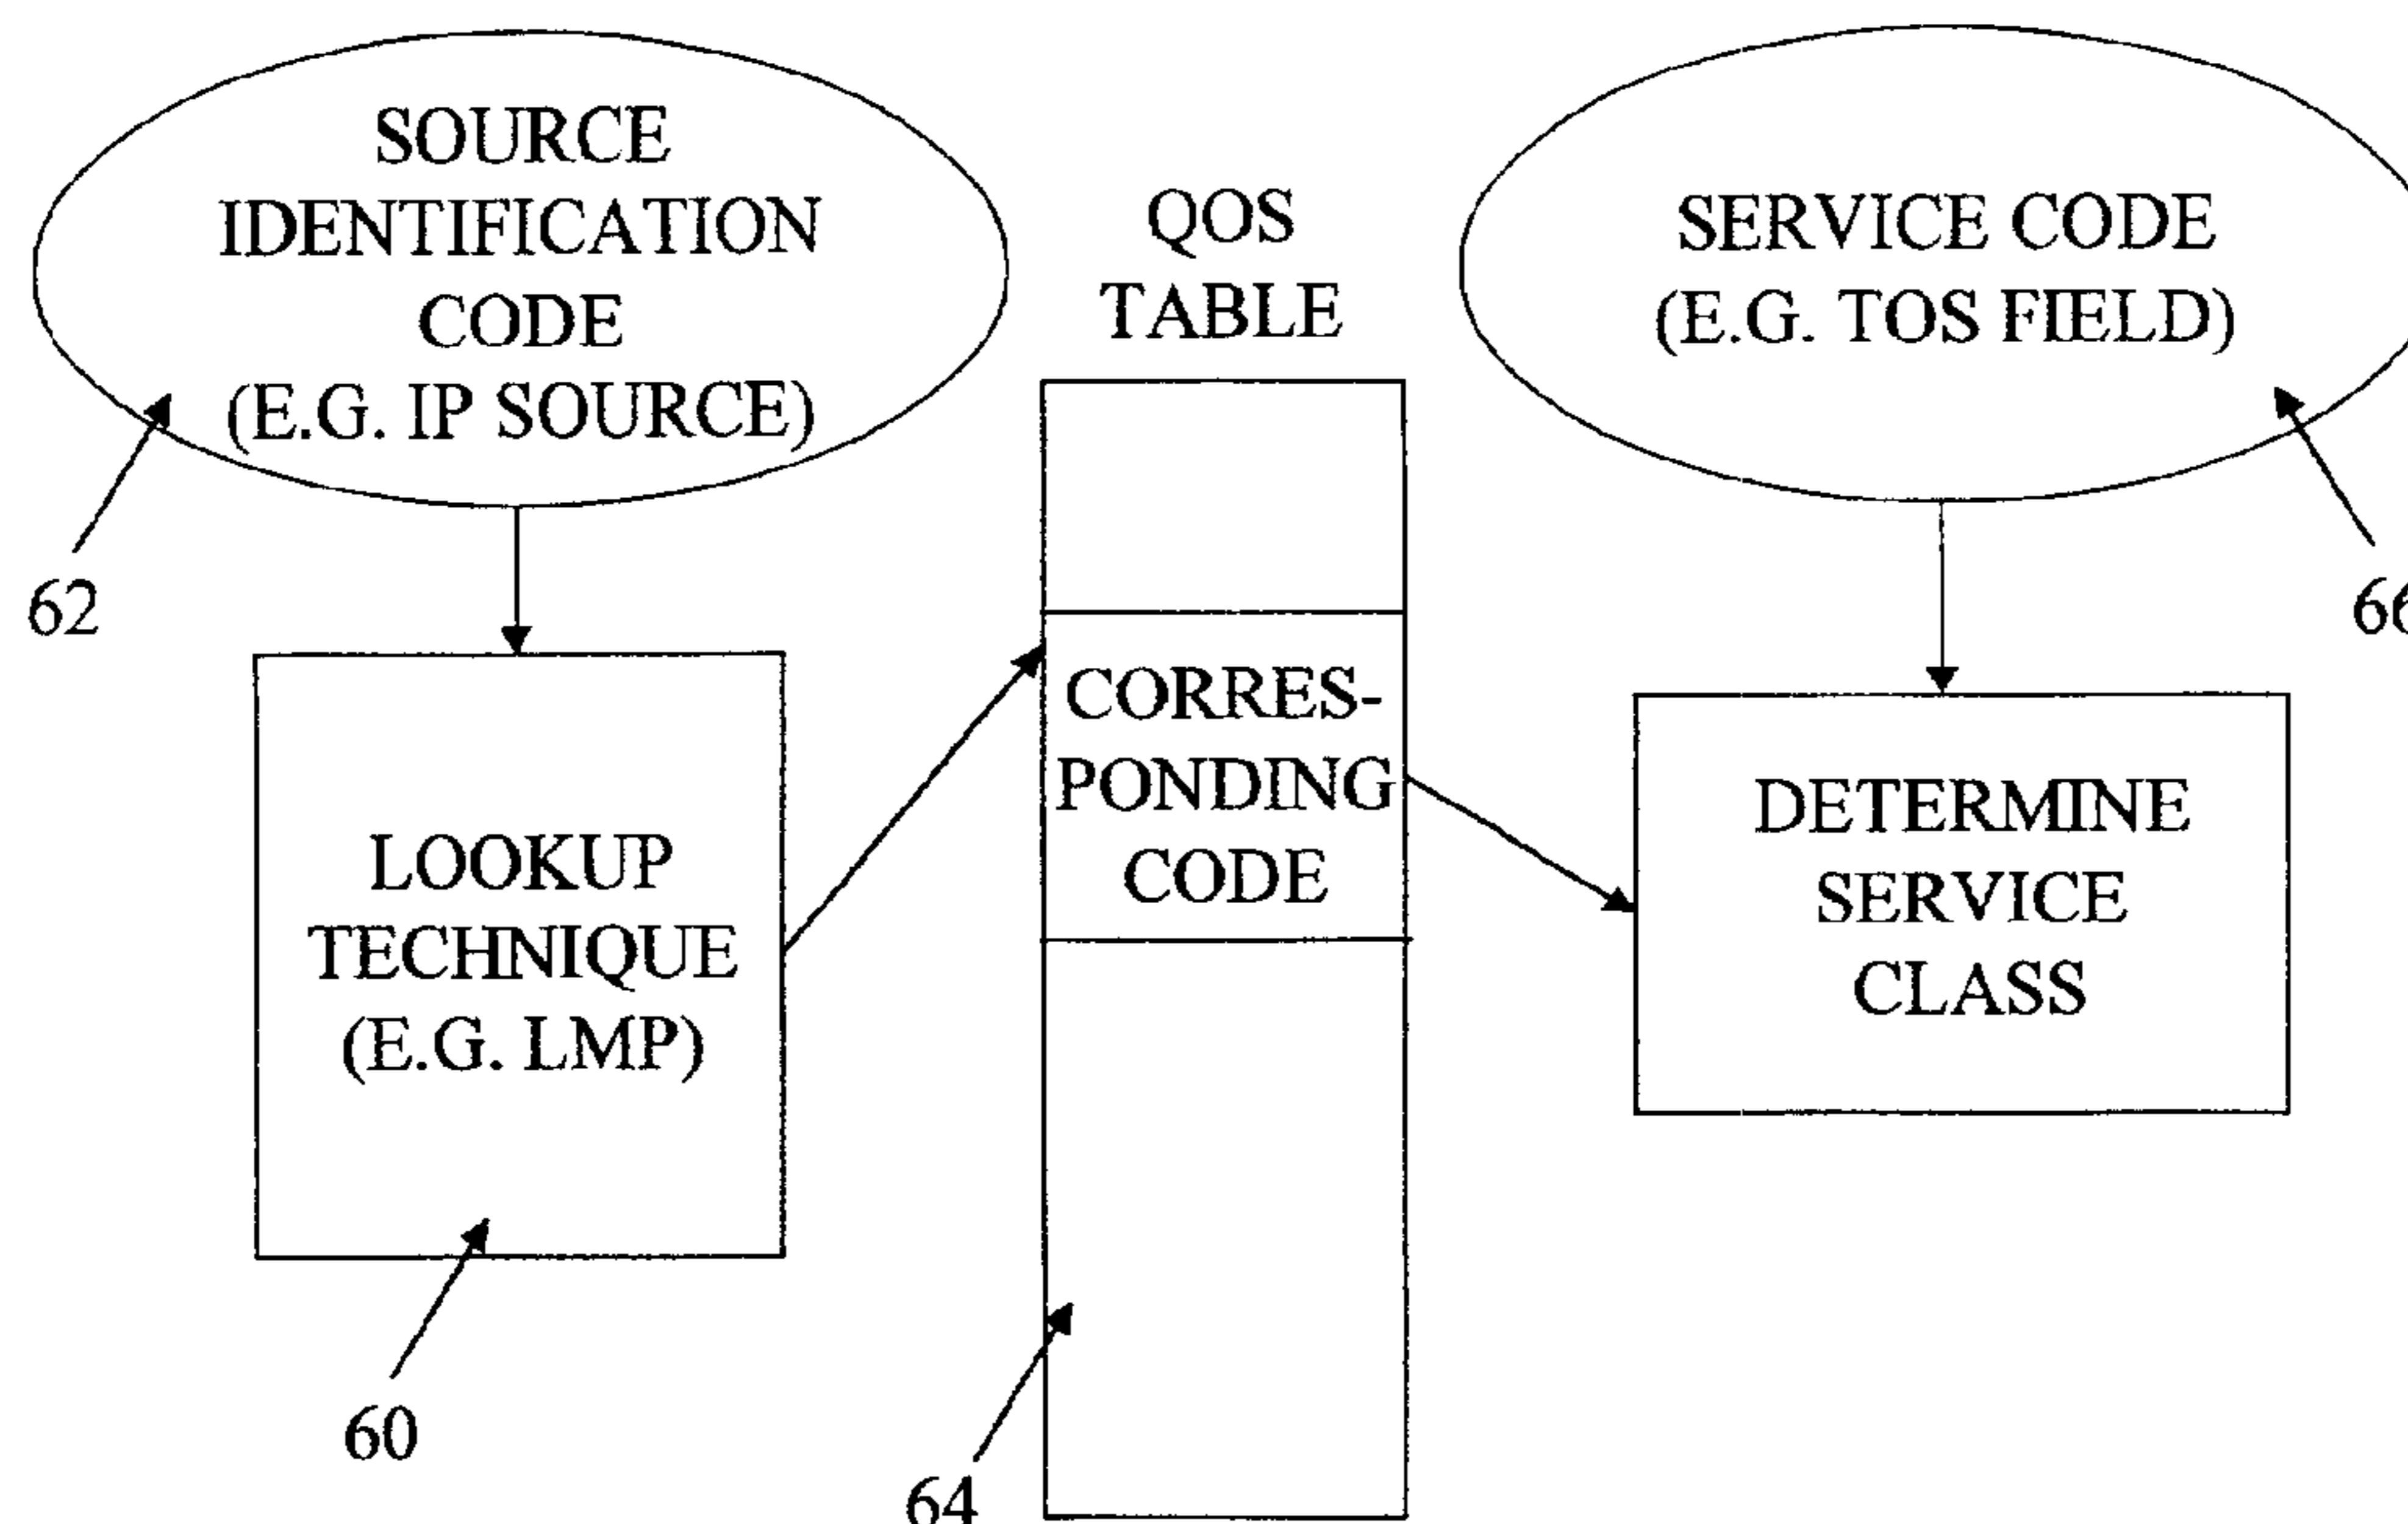 SOURCE
IDENTIFICATION
CODE
(E.G. IP SOURCE)
QOS
TABLE
SERVICE CODE
(E.G. TOS FIELD)
62
66
LOOKUP
TECHNIQUE
(E.G. LMP)
CORRES-
PONDING
CODE
DETERMINE
SERVICE
CLASS
60
64